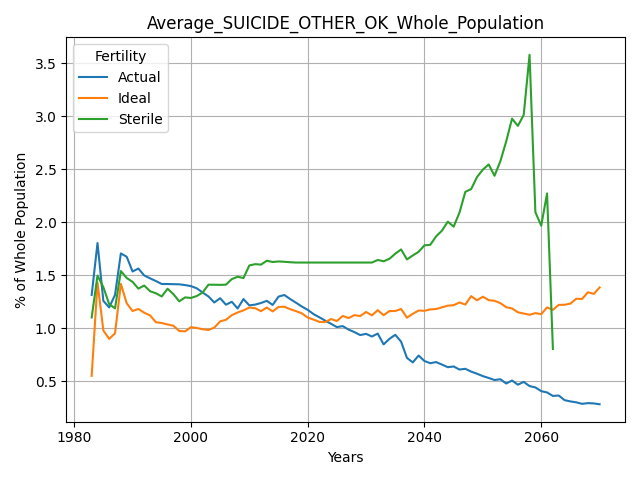 Average_SUICIDE_OTHER_OK_Whole_Population
Fertility
Actual
Ideal
Sterile
% of Whole Population
3.5
3.0
2.5
2.0
1.5
1.0
0.5
1980
2000
2020
2040
2060
Years